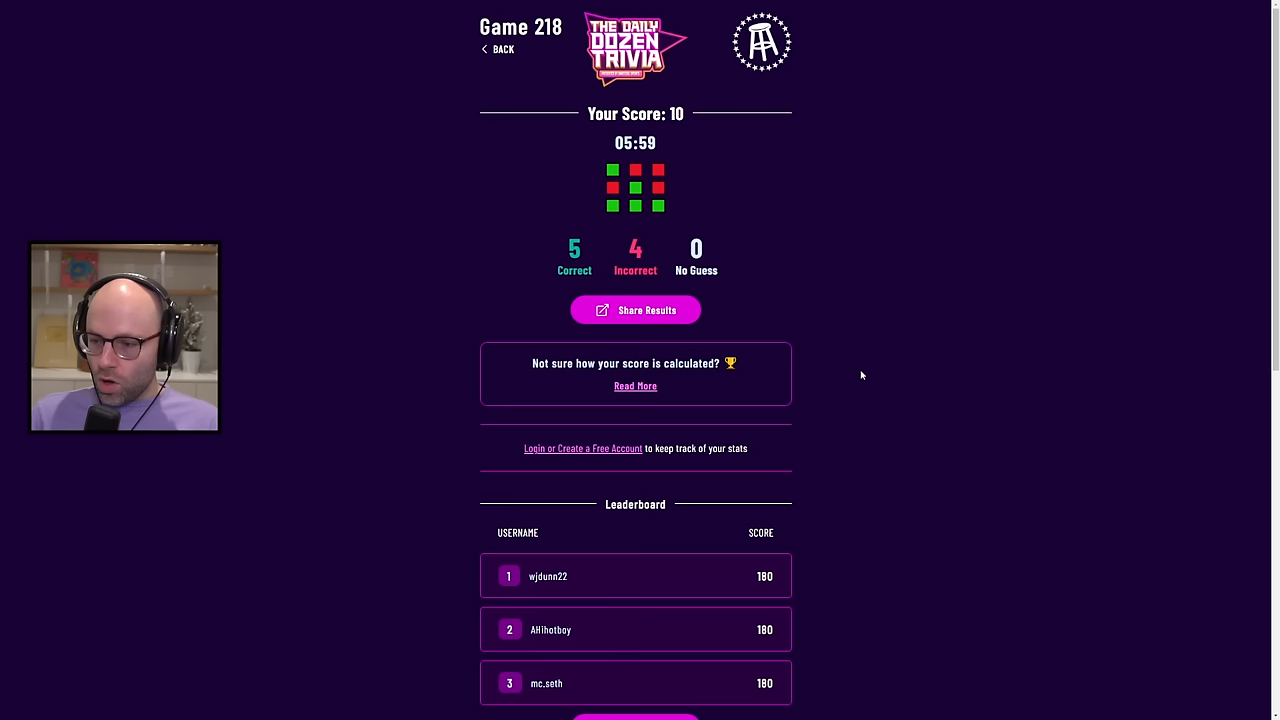 Game 218
BACK
THE DAILY
DOZEN
TRIVIA
Your Score: 10
05:59
5
4
0
Correct
Incorrect
No Guess
Share Results
Not sure how your score is calculated? 🏆
Read More
Login or Create a Free Account to keep track of your stats
Leaderboard
USERNAME
SCORE
1 wjdunn22 180
2 AHihotboy 180
3 mc.seth 180